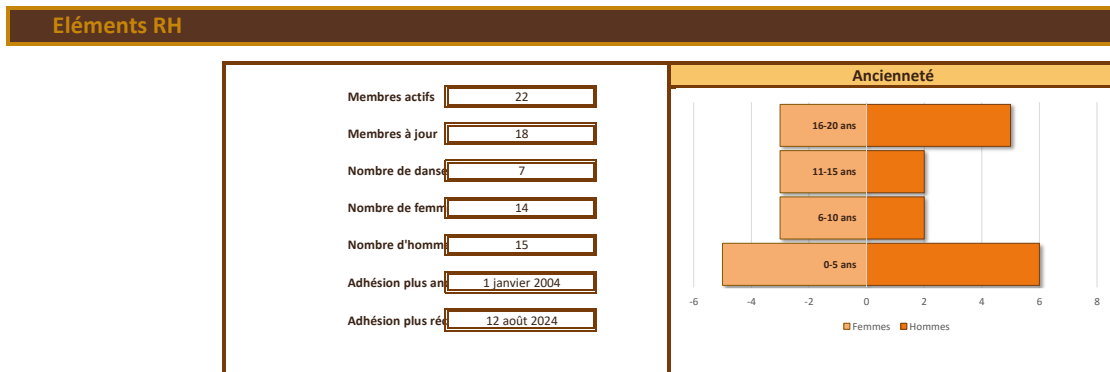 Eléments RH
Membres actifs 22
Membres à jour 18
Nombre de danse 7
Nombre de femm 14
Nombre d'homm 15
Adhésion plus an 1 janvier 2004
Adhésion plus réc 12 août 2024
Ancienneté
16-20 ans
11-15 ans
6-10 ans
0-5 ans
-6 -4 -2 0 2 4 6 8
Femmes Hommes